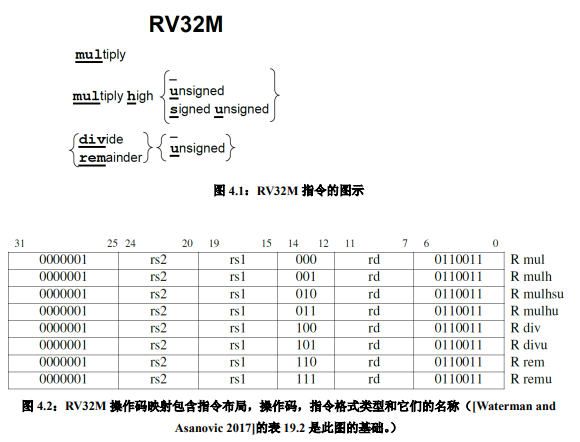 RV32M
multiply
multiply high
_
unsigned
signed unsigned
divide
remainder
_
unsigned
图 4.1：RV32M 指令的图示
31 25 24 20 19 15 14 12 11 7 6 0
0000001 rs2 rs1 000 rd 0110011 R mul
0000001 rs2 rs1 001 rd 0110011 R mulh
0000001 rs2 rs1 010 rd 0110011 R mulhsu
0000001 rs2 rs1 011 rd 0110011 R mulhu
0000001 rs2 rs1 100 rd 0110011 R div
0000001 rs2 rs1 101 rd 0110011 R divu
0000001 rs2 rs1 110 rd 0110011 R rem
0000001 rs2 rs1 111 rd 0110011 R remu
图 4.2：RV32M 操作码映射包含指令布局，操作码，指令格式类型和它们的名称（[Waterman and
Asanovic 2017]的表 19.2 是此图的基础。）